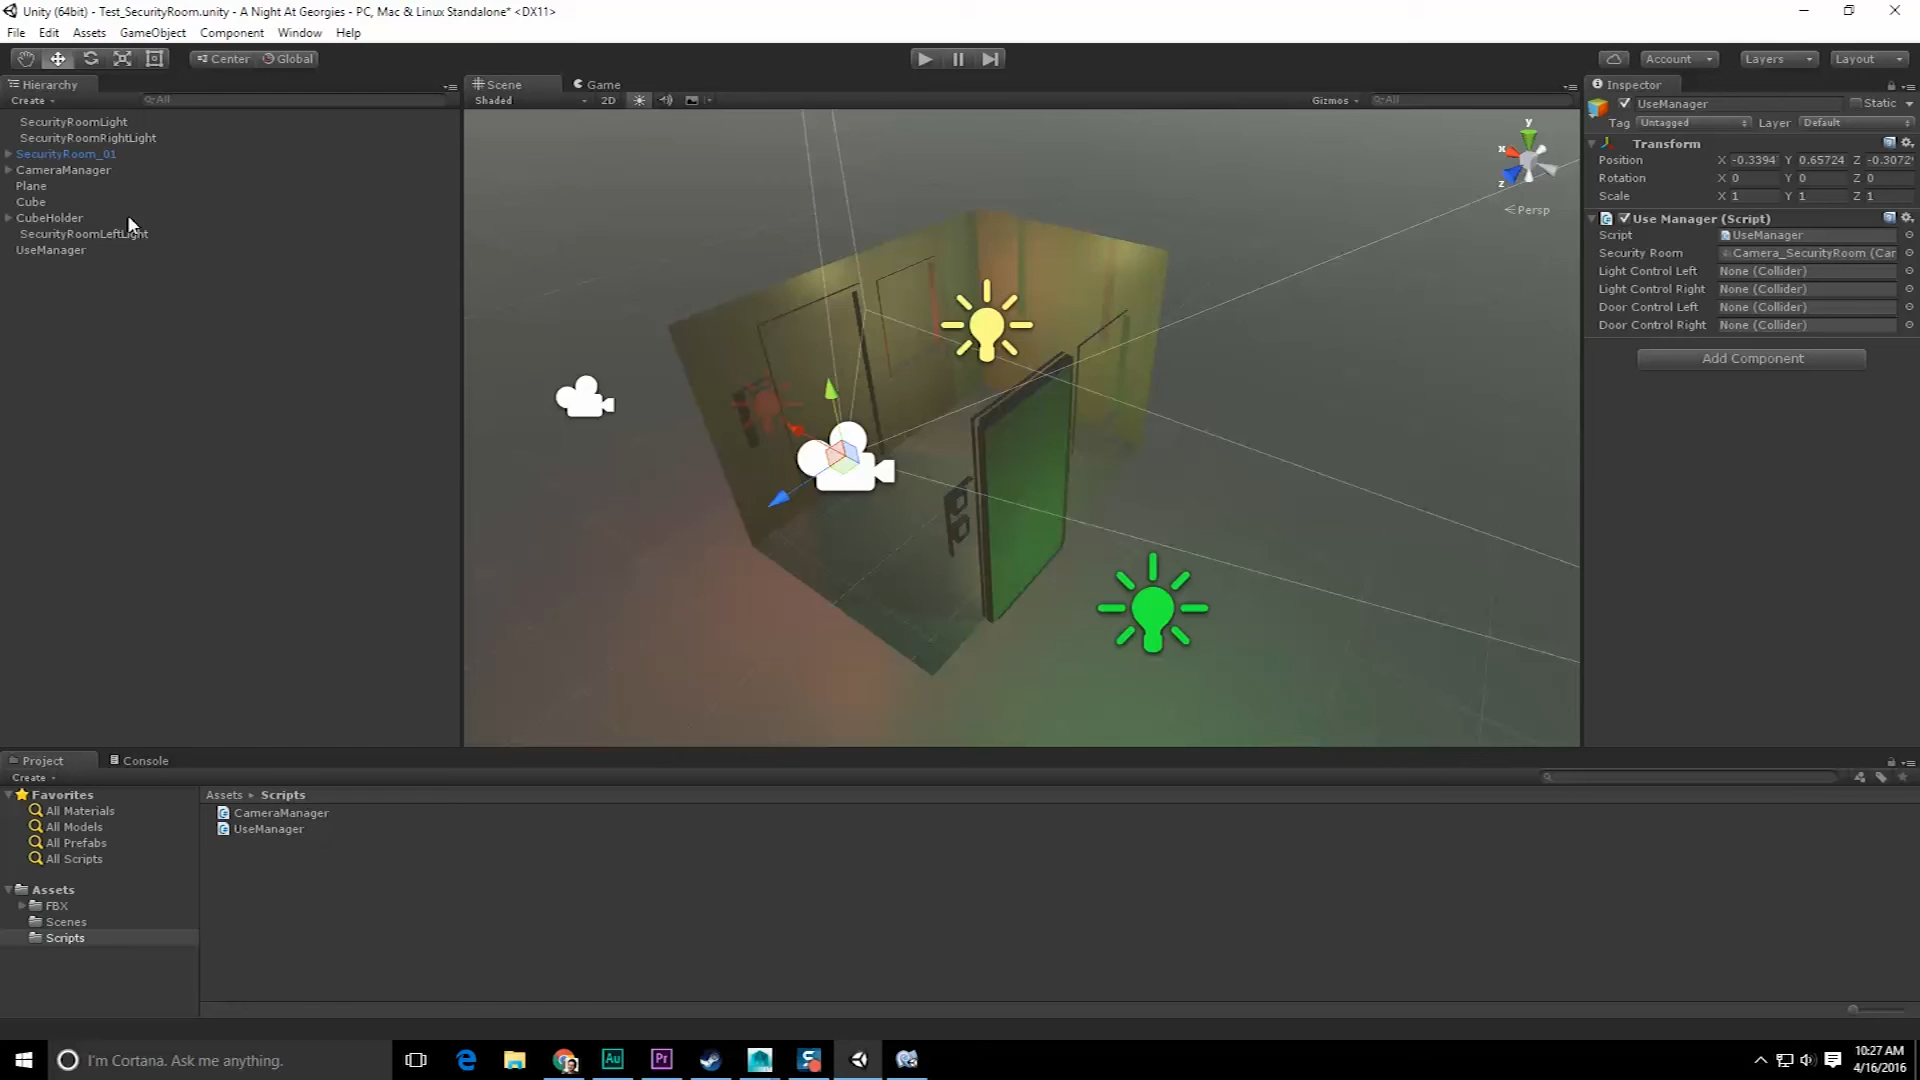 Unity (64bit) - Test_SecurityRoom.unity - A Night At Georgies - PC, Mac & Linux Standalone* <DX11>
File Edit Assets GameObject Component Window Help
Center Global Account Layers Layout
Hierarchy
Create All
SecurityRoomLight
SecurityRoomRightLight
SecurityRoom_01
CameraManager
Plane
Cube
CubeHolder
SecurityRoomLeftLight
UseManager
Scene Game
Shaded 2D Gizmos All
y
x
z
Persp
Inspector
UseManager Static
Tag Untagged Layer Default
Transform
Position X -0.3394 Y 0.65724 Z -0.3072
Rotation X 0 Y 0 Z 0
Scale X 1 Y 1 Z 1
Use Manager (Script)
Script UseManager
Security Room Camera_SecurityRoom (Car
Light Control Left None (Collider)
Light Control Right None (Collider)
Door Control Left None (Collider)
Door Control Right None (Collider)
Add Component
Project Console
Create
Favorites
All Materials
All Models
All Prefabs
All Scripts
Assets
FBX
Scenes
Scripts
Assets Scripts
CameraManager
UseManager
I'm Cortana. Ask me anything.
Au
Pr
10:27 AM
4/16/2016